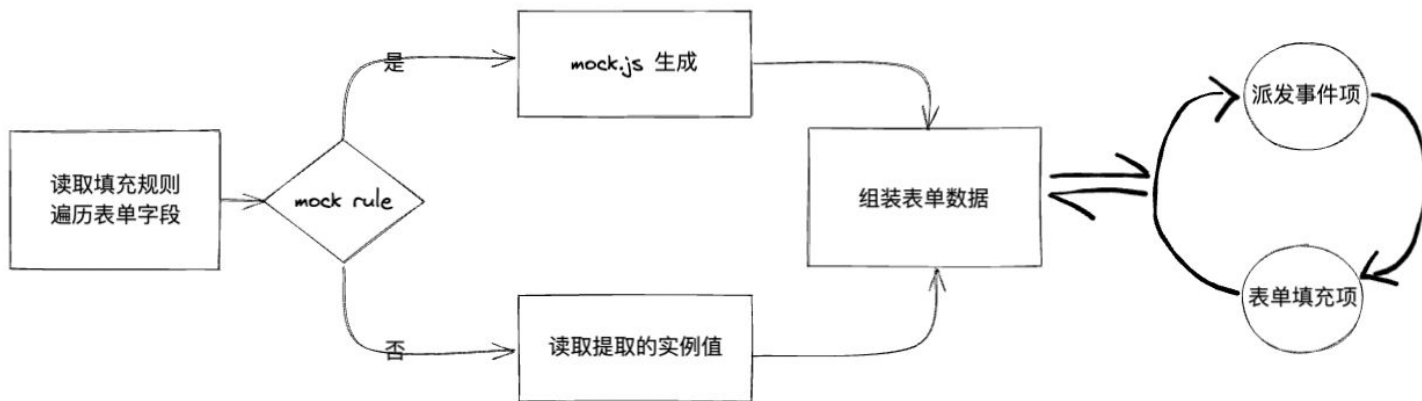 读取填充规则
遍历表单字段
mock rule
是
mock.js 生成
否
读取提取的实例值
组装表单数据
派发事件项
表单填充项